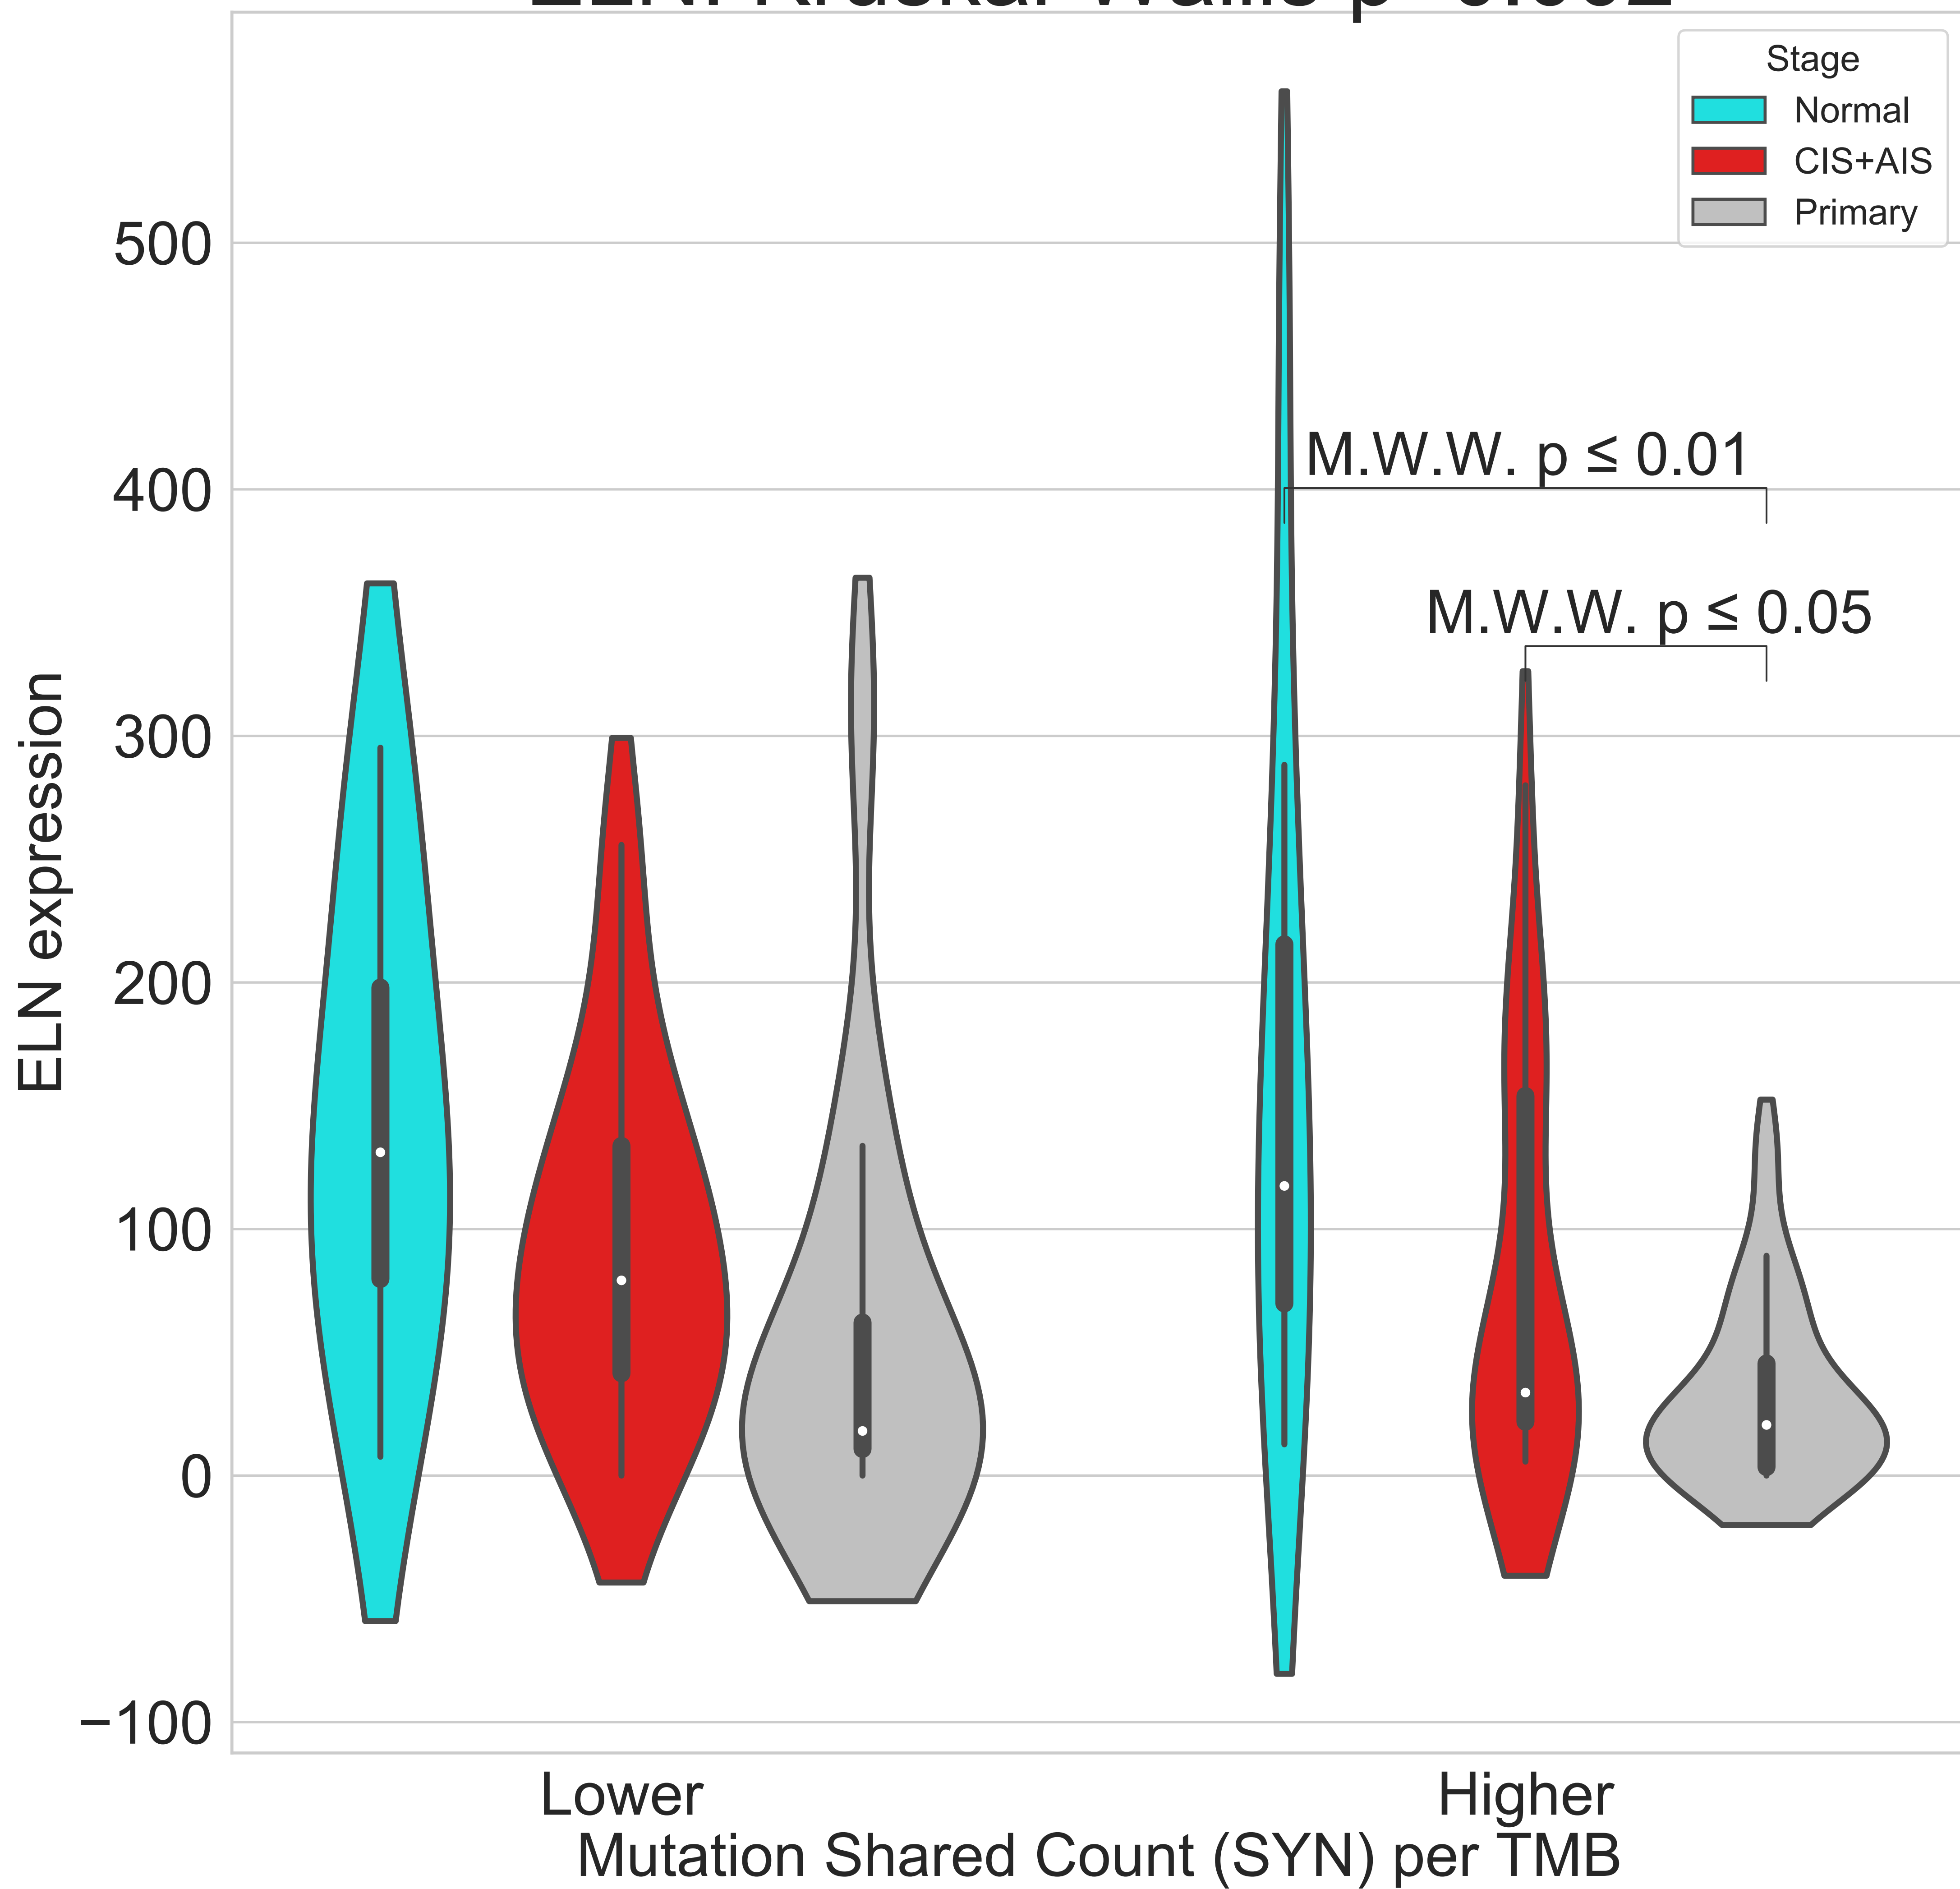 Stage
Normal
CIS+AIS
Primary
500
400
300
200
100
0
−100
ELN expression
M.W.W. p ≤ 0.01
M.W.W. p ≤ 0.05
Lower
Higher
Mutation Shared Count (SYN) per TMB